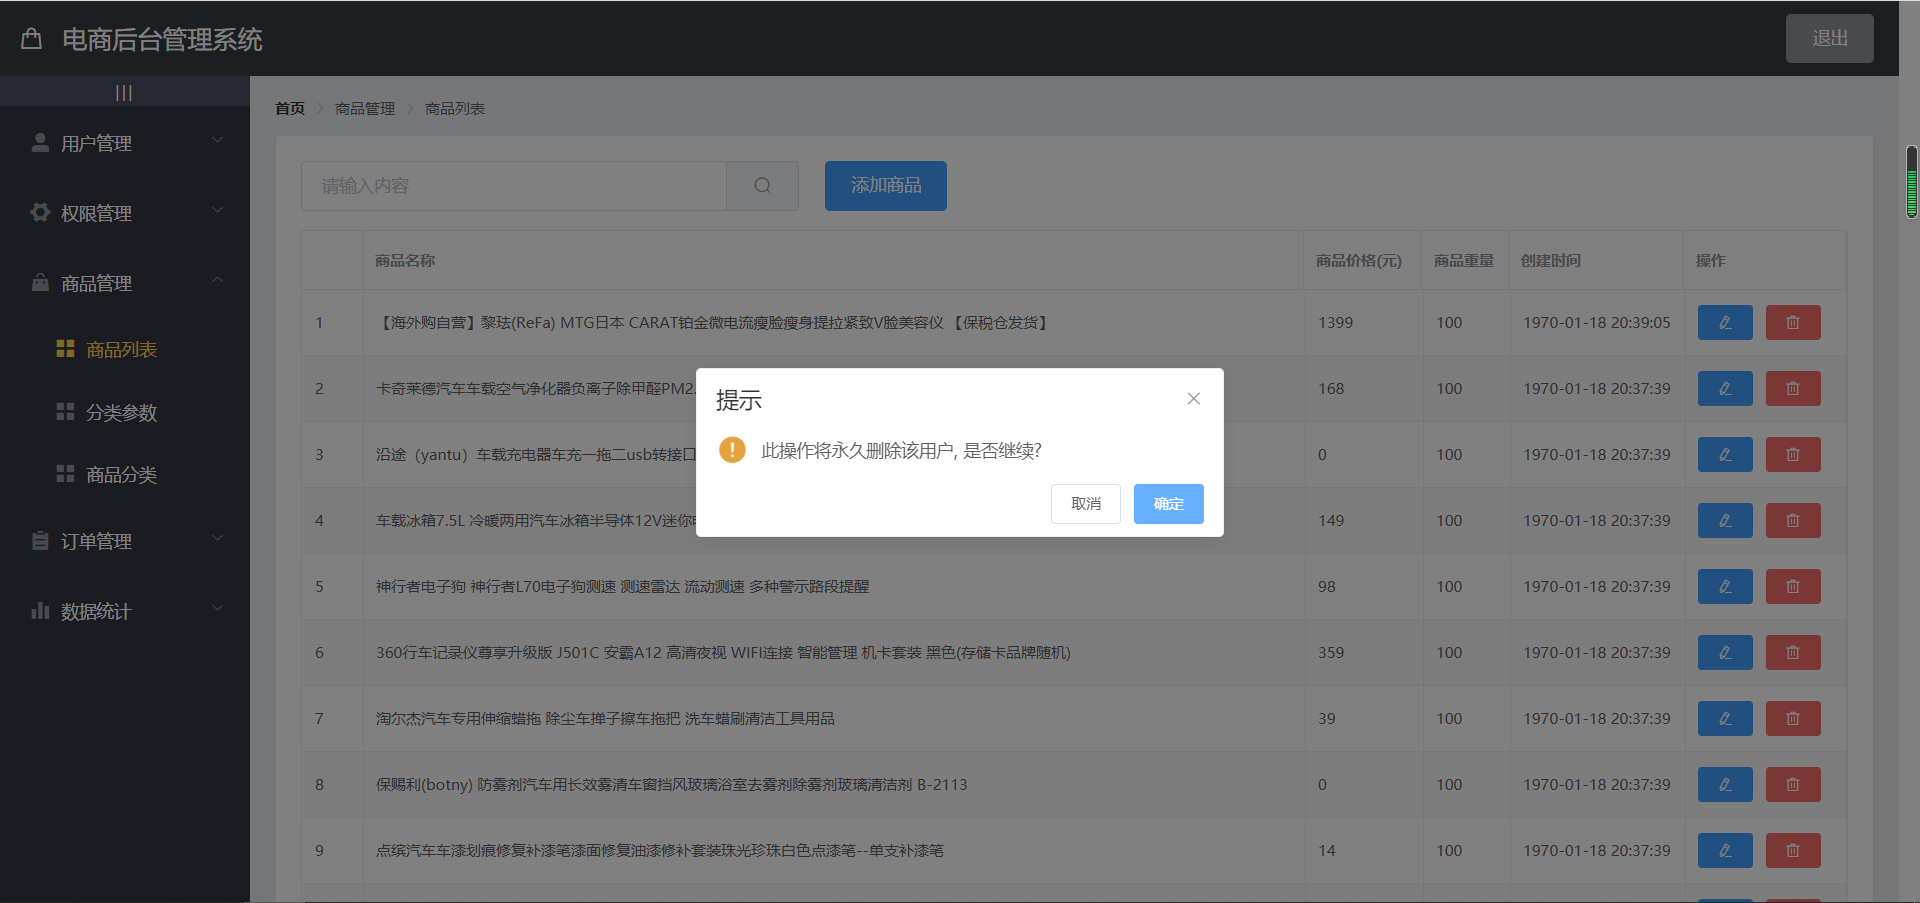 电商后台管理系统
退出
|||
用户管理
权限管理
商品管理
商品列表
分类参数
商品分类
订单管理
数据统计
首页 商品管理 商品列表
请输入内容
添加商品
商品名称 商品价格(元) 商品重量 创建时间 操作
1 【海外购自营】黎珐(ReFa) MTG日本 CARAT铂金微电流瘦脸瘦身提拉紧致V脸美容仪 【保税仓发货】 1399 100 1970-01-18 20:39:05
2 卡奇莱德汽车车载空气净化器负离子除甲醛PM2. 168 100 1970-01-18 20:37:39
3 沿途（yantu）车载充电器车充一拖二usb转接口 0 100 1970-01-18 20:37:39
4 车载冰箱7.5L 冷暖两用汽车冰箱半导体12V迷你 149 100 1970-01-18 20:37:39
5 神行者电子狗 神行者L70电子狗测速 测速雷达 流动测速 多种警示路段提醒 98 100 1970-01-18 20:37:39
6 360行车记录仪尊享升级版 J501C 安霸A12 高清夜视 WIFI连接 智能管理 机卡套装 黑色(存储卡品牌随机) 359 100 1970-01-18 20:37:39
7 淘尔杰汽车专用伸缩蜡拖 除尘车掸子擦车拖把 洗车蜡刷清洁工具用品 39 100 1970-01-18 20:37:39
8 保赐利(botny) 防雾剂汽车用长效雾清车窗挡风玻璃浴室去雾剂除雾剂玻璃清洁剂 B-2113 0 100 1970-01-18 20:37:39
9 点缤汽车车漆划痕修复补漆笔漆面修复油漆修补套装珠光珍珠白色点漆笔--单支补漆笔 14 100 1970-01-18 20:37:39
提示
此操作将永久删除该用户, 是否继续?
取消 确定